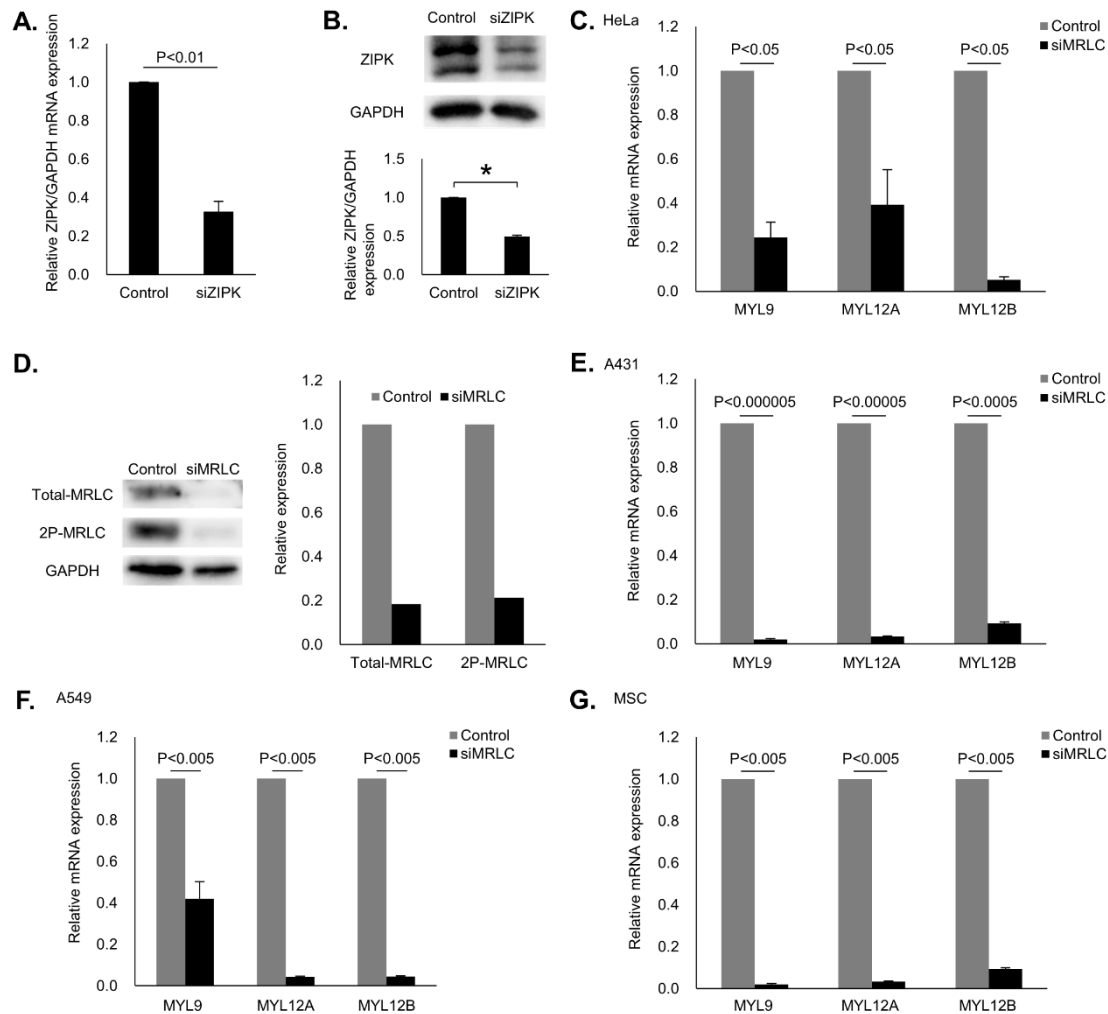 A.
Relative ZIPK/GAPDH mRNA expression
1.2
1.0
0.8
0.6
0.4
0.2
0.0
P<0.01
Control siZIPK
B.
Control siZIPK
ZIPK
GAPDH
Relative ZIPK/GAPDH
expression
1.5
1.0
0.5
0.0
*
Control siZIPK
C. HeLa
Control
siMRLC
Relative mRNA expression
1.2
1.0
0.8
0.6
0.4
0.2
0.0
P<0.05 P<0.05 P<0.05
MYL9 MYL12A MYL12B
D.
Control siMRLC
Total-MRLC
2P-MRLC
GAPDH
Relative expression
1.2
1.0
0.8
0.6
0.4
0.2
0.0
Control siMRLC
Total-MRLC 2P-MRLC
E. A431
Control
siMRLC
Relative mRNA expression
1.2
1.0
0.8
0.6
0.4
0.2
0.0
P<0.000005 P<0.00005 P<0.0005
MYL9 MYL12A MYL12B
F. A549
Control
siMRLC
Relative mRNA expression
1.2
1.0
0.8
0.6
0.4
0.2
0.0
P<0.005 P<0.005 P<0.005
MYL9 MYL12A MYL12B
G. MSC
Control
siMRLC
Relative mRNA expression
1.2
1.0
0.8
0.6
0.4
0.2
0.0
P<0.005 P<0.005 P<0.005
MYL9 MYL12A MYL12B